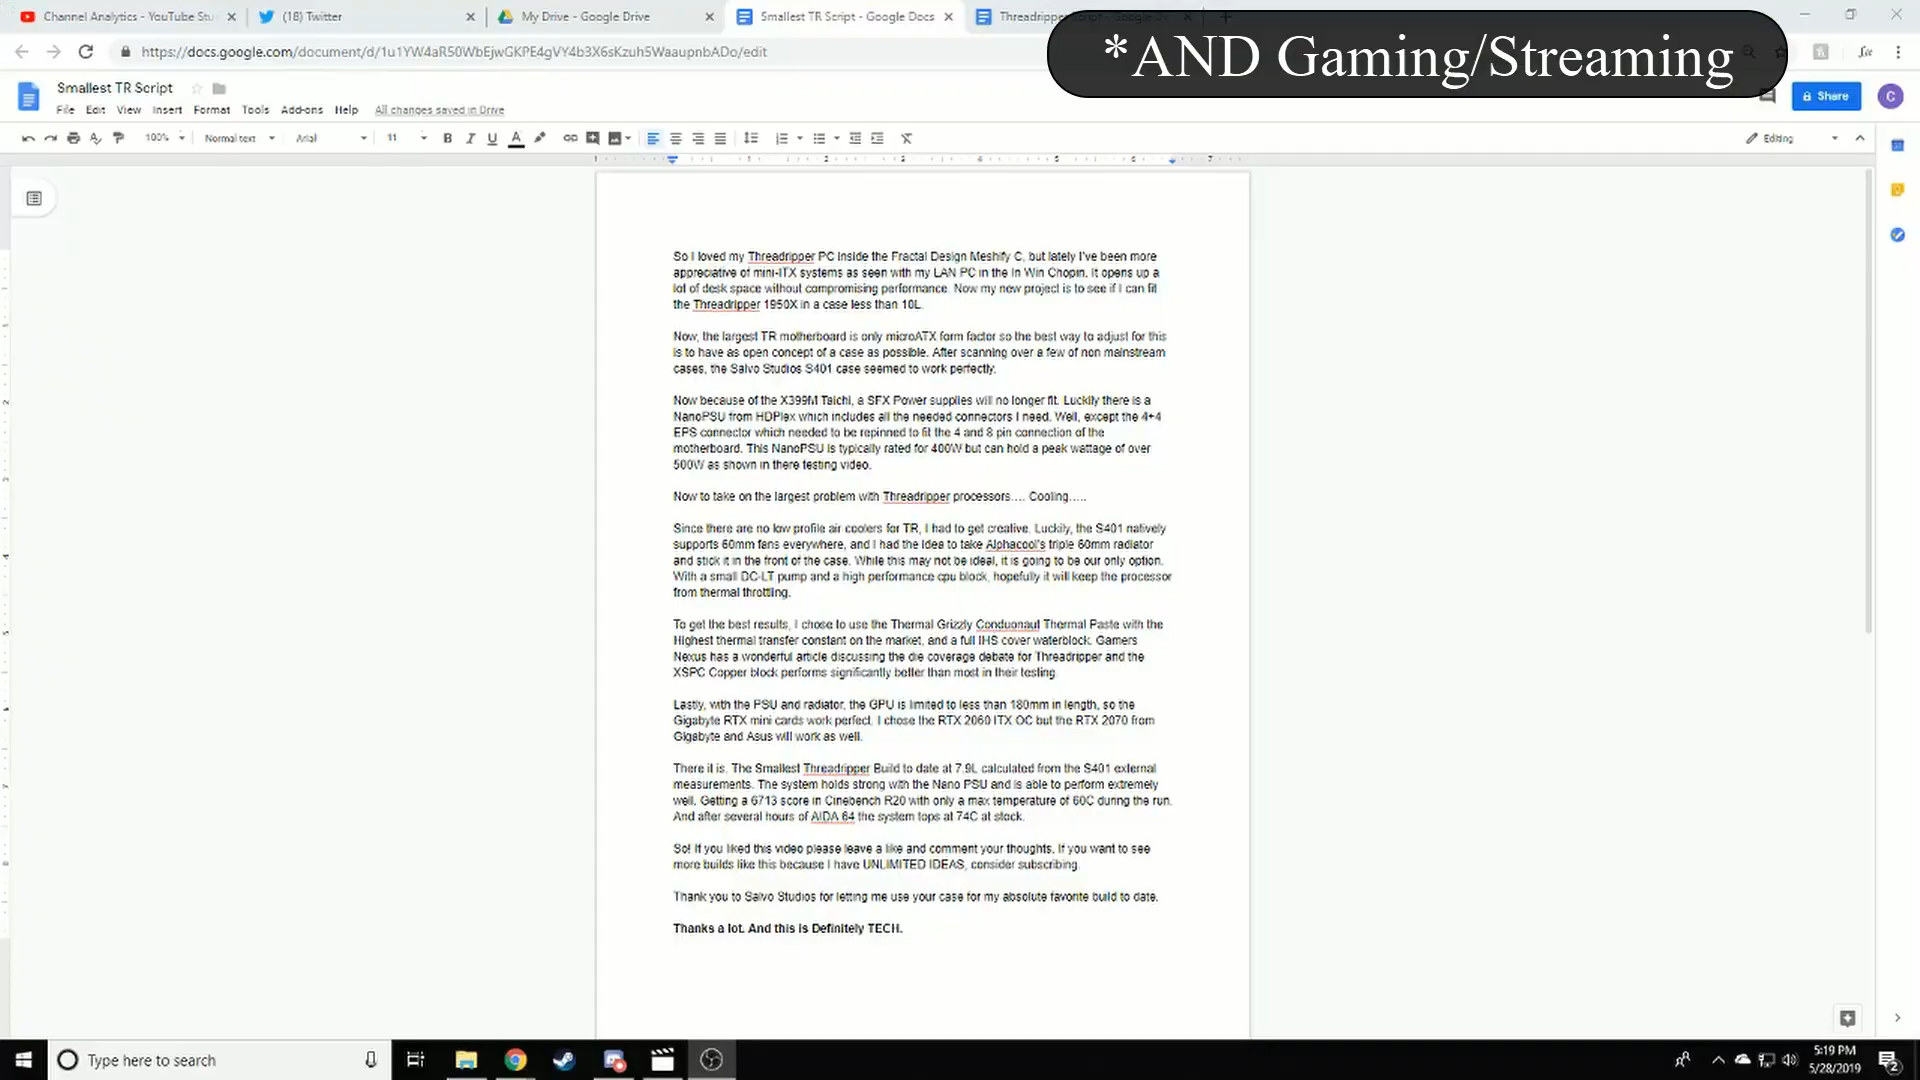 Channel Analytics - YouTube Stu
(18) Twitter
My Drive - Google Drive
Smallest TR Script - Google Docs
Threadripper
*AND Gaming/Streaming
https://docs.google.com/document/d/1u1YW4aR50WbEjwGKPE4gVY4b3X6sKzuh5WaaupnbADo/edit
Smallest TR Script
File Edit View Insert Format Tools Add-ons Help All changes saved in Drive
Share
C
100% Normal text Arial 11
Editing
1 1 2 3 4 5 6 7
So I loved my Threadripper PC inside the Fractal Design Meshify C, but lately I've been more
appreciative of mini-ITX systems as seen with my LAN PC in the In Win Chopin. It opens up a
lot of desk space without compromising performance. Now my new project is to see if I can fit
the Threadripper 1950X in a case less than 10L.
Now, the largest TR motherboard is only microATX form factor so the best way to adjust for this
is to have as open concept of a case as possible. After scanning over a few of non mainstream
cases, the Salvo Studios S401 case seemed to work perfectly.
Now because of the X399M Taichi, a SFX Power supplies will no longer fit. Luckily there is a
NanoPSU from HDPlex which includes all the needed connectors I need. Well, except the 4+4
EPS connector which needed to be repinned to fit the 4 and 8 pin connection of the
motherboard. This NanoPSU is typically rated for 400W but can hold a peak wattage of over
500W as shown in there testing video.
Now to take on the largest problem with Threadripper processors.... Cooling.....
Since there are no low profile air coolers for TR, I had to get creative. Luckily, the S401 natively
supports 60mm fans everywhere, and I had the idea to take Alphacool's triple 60mm radiator
and stick it in the front of the case. While this may not be ideal, it is going to be our only option.
With a small DC-LT pump and a high performance cpu block, hopefully it will keep the processor
from thermal throttling.
To get the best results, I chose to use the Thermal Grizzly Conduonaut Thermal Paste with the
Highest thermal transfer constant on the market, and a full IHS cover waterblock. Gamers
Nexus has a wonderful article discussing the die coverage debate for Threadripper and the
XSPC Copper block performs significantly better than most in their testing.
Lastly, with the PSU and radiator, the GPU is limited to less than 180mm in length, so the
Gigabyte RTX mini cards work perfect. I chose the RTX 2060 ITX OC but the RTX 2070 from
Gigabyte and Asus will work as well.
There it is. The Smallest Threadripper Build to date at 7.9L calculated from the S401 external
measurements. The system holds strong with the Nano PSU and is able to perform extremely
well. Getting a 6713 score in Cinebench R20 with only a max temperature of 60C during the run.
And after several hours of AIDA 64 the system tops at 74C at stock.
So! If you liked this video please leave a like and comment your thoughts. If you want to see
more builds like this because I have UNLIMITED IDEAS, consider subscribing.
Thank you to Salvo Studios for letting me use your case for my absolute favorite build to date.
Thanks a lot. And this is Definitely TECH.
Type here to search
5:19 PM
5/28/2019
2